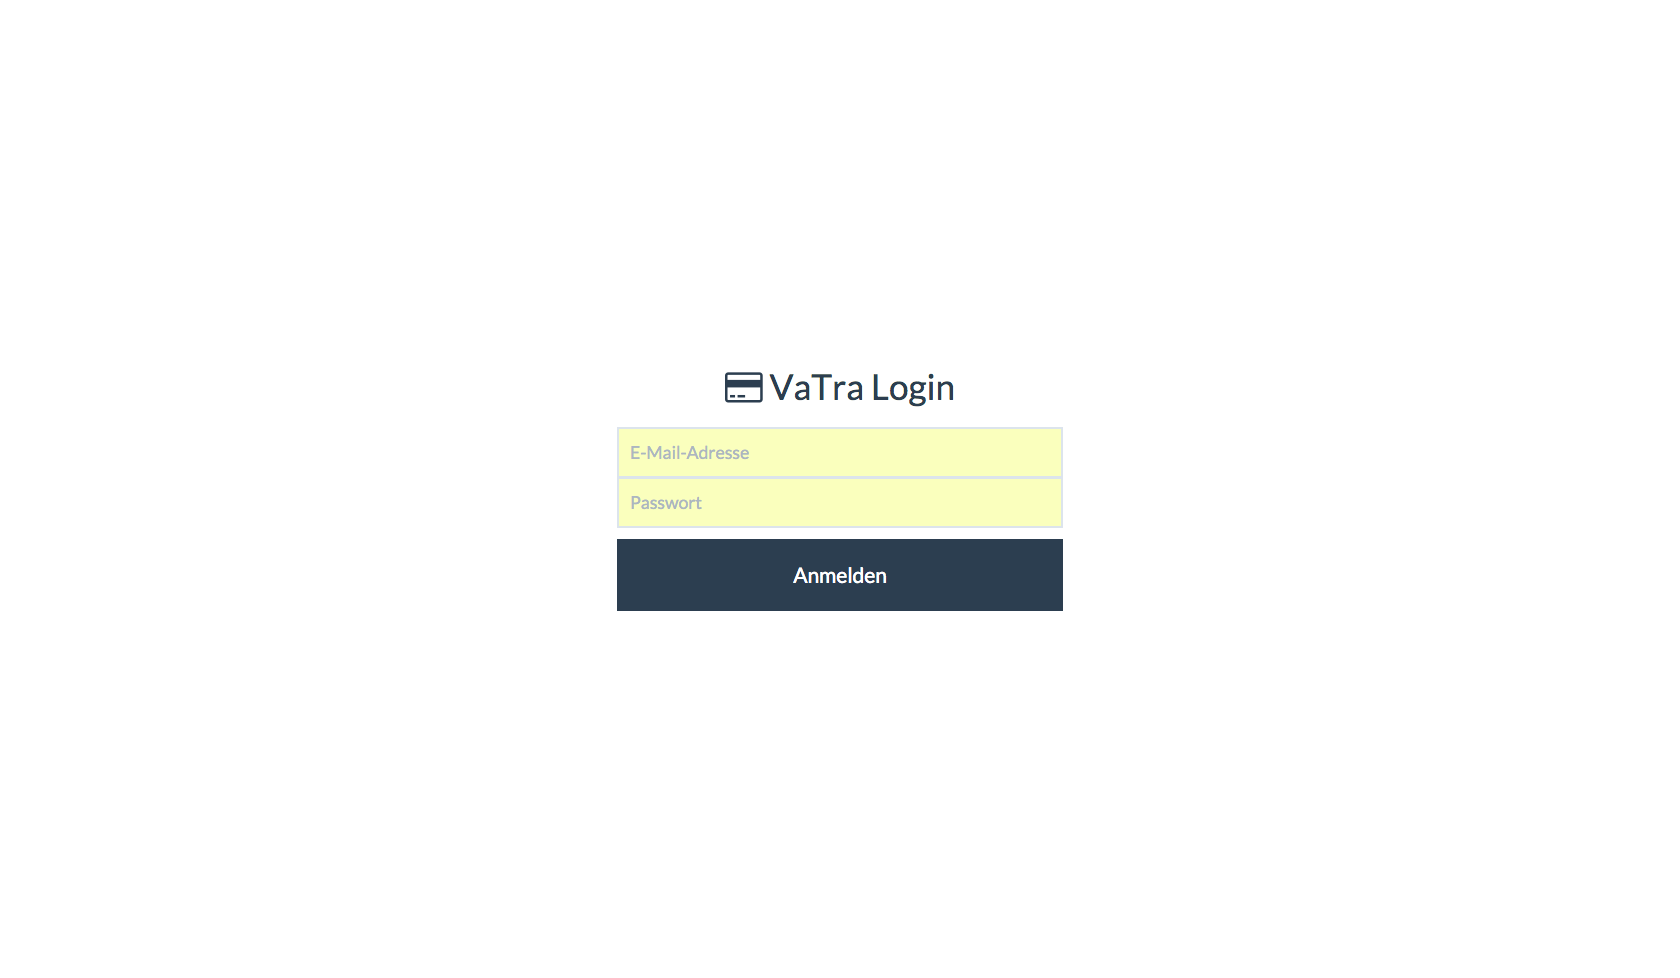 VaTra Login
E-Mail-Adresse
Passwort
Anmelden